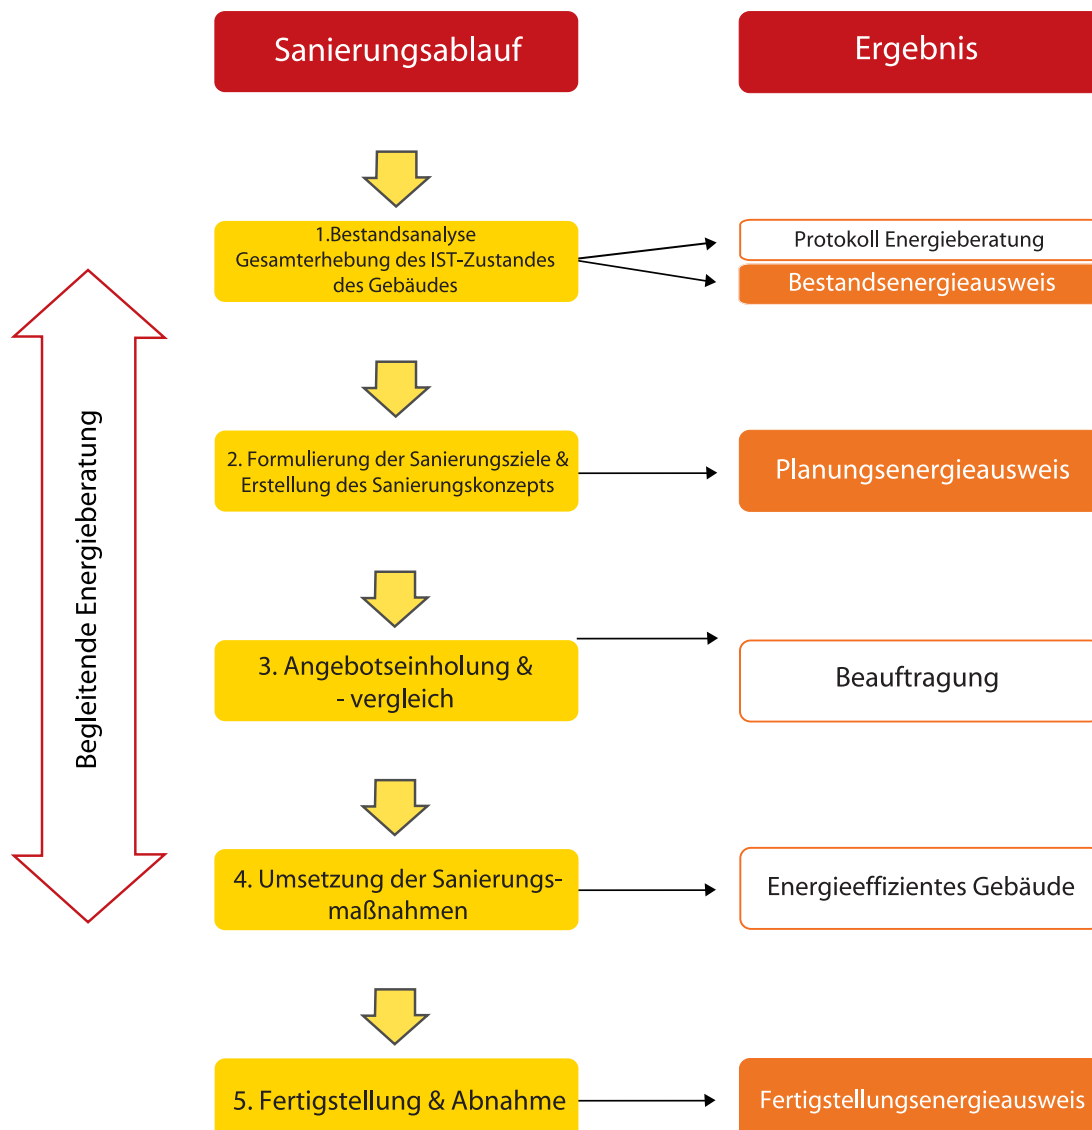 Sanierungsablauf
Ergebnis
1.Bestandsanalyse
Gesamterhebung des IST-Zustandes
des Gebäudes
Protokoll Energieberatung
Bestandsenergieausweis
Begleitende Energieberatung
2. Formulierung der Sanierungsziele &
Erstellung des Sanierungskonzepts
Planungsenergieausweis
3. Angebotseinholung &
- vergleich
Beauftragung
4. Umsetzung der Sanierungs-
maßnahmen
Energieeffizientes Gebäude
5. Fertigstellung & Abnahme
Fertigstellungsenergieausweis